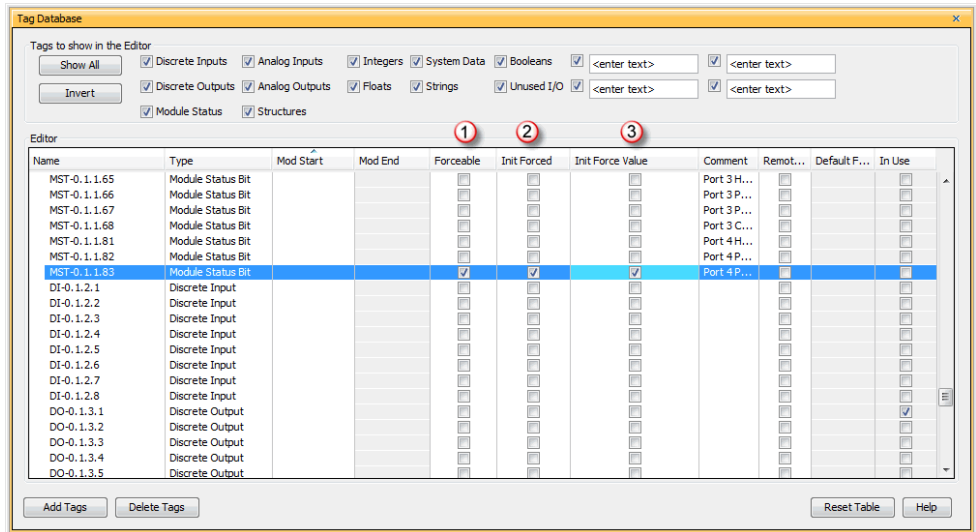 Tag Database
Tags to show in the Editor
Show All Discrete Inputs Analog Inputs Integers System Data Booleans <enter text> <enter text>
Invert Discrete Outputs Analog Outputs Floats Strings Unused I/O <enter text> <enter text>
Module Status Structures
1 2 3
Editor
Name Type Mod Start Mod End Forceable Init Forced Init Force Value Comment Remot... Default F... In Use
MST-0.1.1.65 Module Status Bit Port 3 H...
MST-0.1.1.66 Module Status Bit Port 3 P...
MST-0.1.1.67 Module Status Bit Port 3 P...
MST-0.1.1.68 Module Status Bit Port 3 C...
MST-0.1.1.81 Module Status Bit Port 4 H...
MST-0.1.1.82 Module Status Bit Port 4 P...
MST-0.1.1.83 Module Status Bit Port 4 P...
DI-0.1.2.1 Discrete Input
DI-0.1.2.2 Discrete Input
DI-0.1.2.3 Discrete Input
DI-0.1.2.4 Discrete Input
DI-0.1.2.5 Discrete Input
DI-0.1.2.6 Discrete Input
DI-0.1.2.7 Discrete Input
DI-0.1.2.8 Discrete Input
DO-0.1.3.1 Discrete Output
DO-0.1.3.2 Discrete Output
DO-0.1.3.3 Discrete Output
DO-0.1.3.4 Discrete Output
DO-0.1.3.5 Discrete Output
Add Tags Delete Tags Reset Table Help